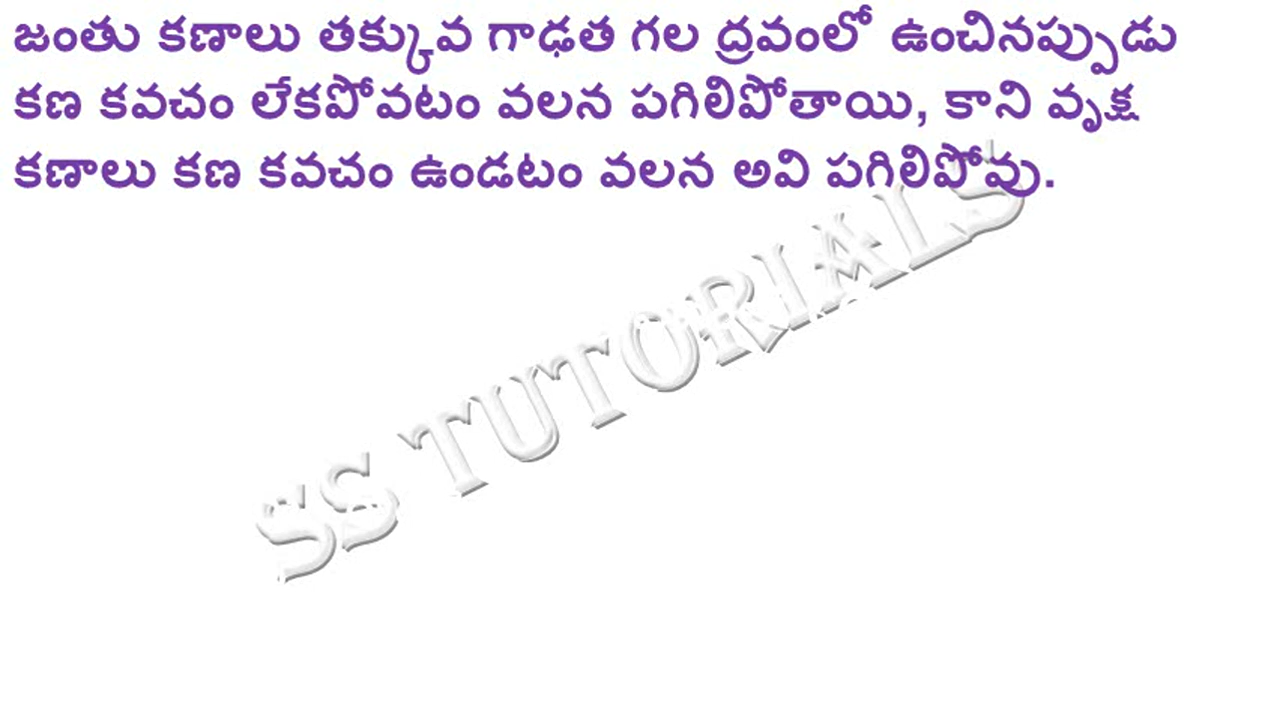 జంతు కణాలు తక్కువ గాఢత గల ద్రవంలో ఉంచినప్పుడు
కణ కవచం లేకపోవటం వలన పగిలిపోతాయి, కాని వృక్ష
కణాలు కణ కవచం ఉండటం వలన అవి పగిలిపోవు.
SS TUTORIALS